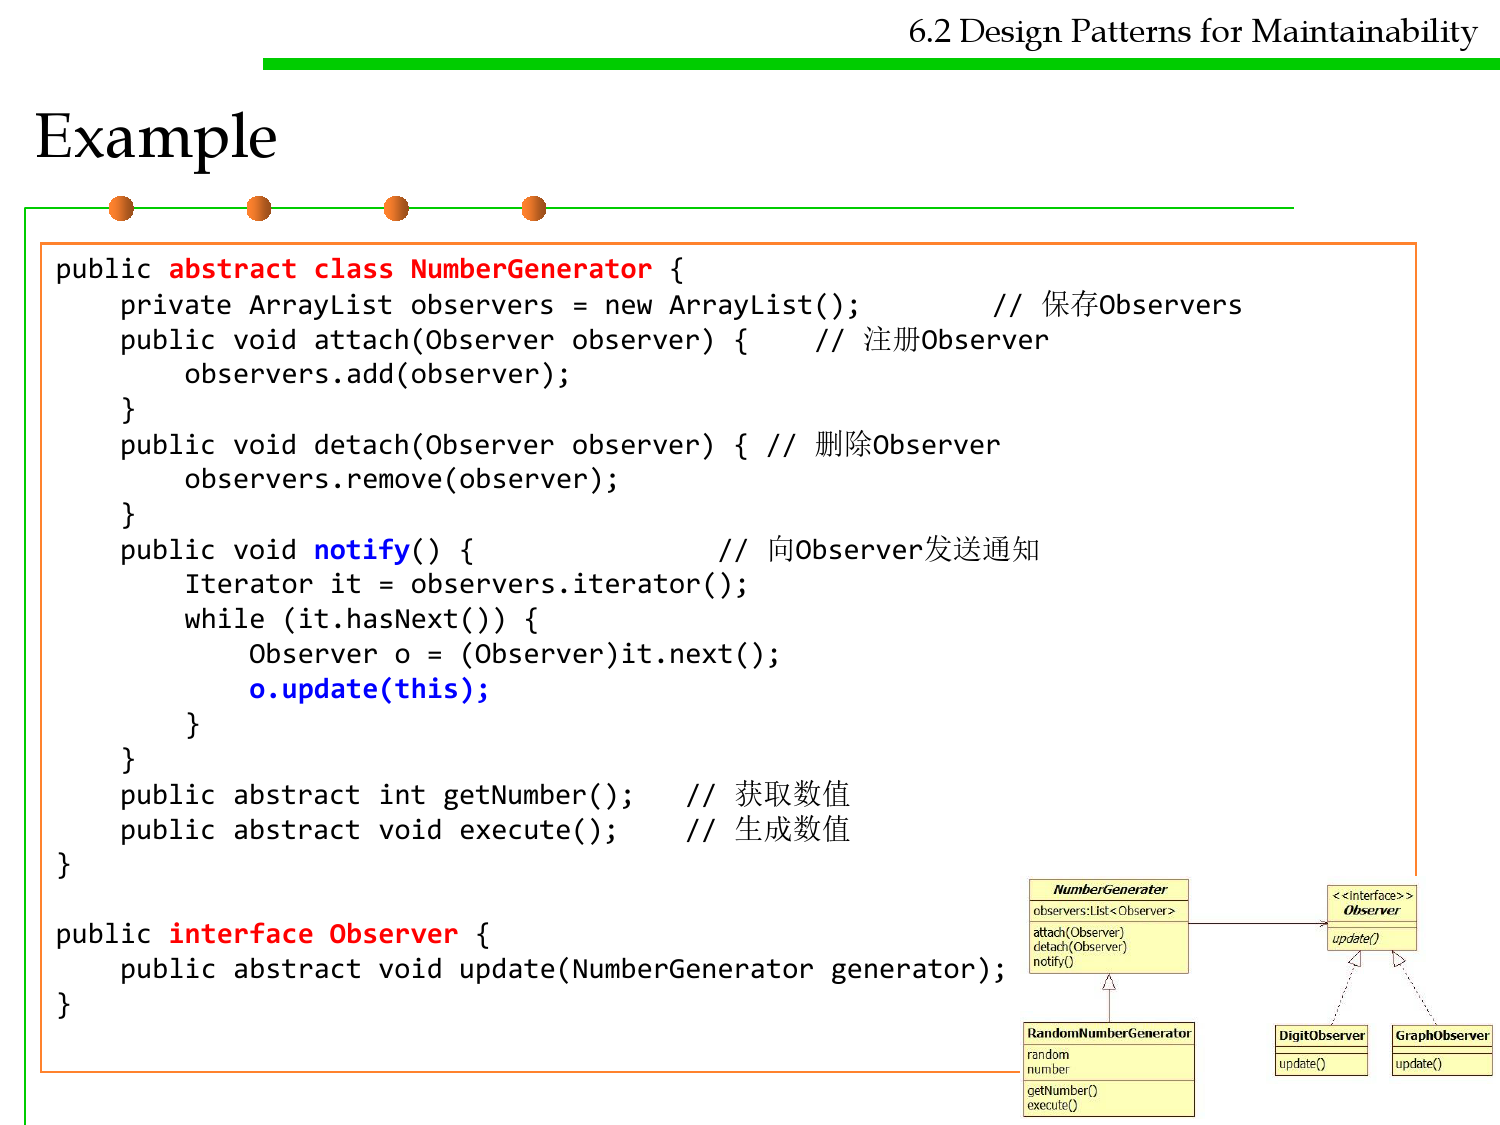 6.2 Design Patterns for Maintainability
Example
public abstract class NumberGenerator {
    private ArrayList observers = new ArrayList();        // 保存Observers
    public void attach(Observer observer) {    // 注册Observer
        observers.add(observer);
    }
    public void detach(Observer observer) { // 删除Observer
        observers.remove(observer);
    }
    public void notify() {               // 向Observer发送通知
        Iterator it = observers.iterator();
        while (it.hasNext()) {
            Observer o = (Observer)it.next();
            o.update(this);
        }
    }
    public abstract int getNumber();   // 获取数值
    public abstract void execute();    // 生成数值
}
public interface Observer {
    public abstract void update(NumberGenerator generator);
}
NumberGenerater
observers:List<Observer>
attach(Observer)
detach(Observer)
notify()
<<interface>>
Observer
update()
RandomNumberGenerator
random
number
getNumber()
execute()
DigitObserver
update()
GraphObserver
update()